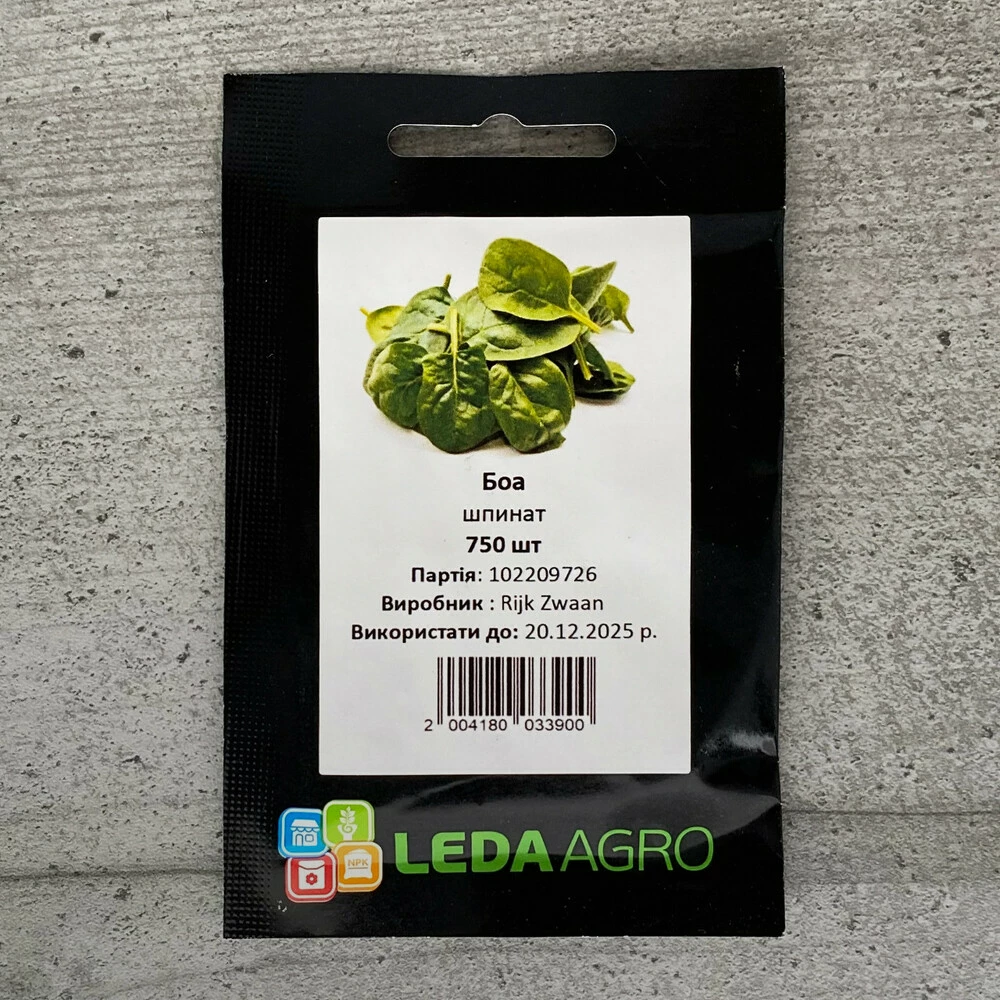 Боа
шпинат
750 шт
Партія: 102209726
Виробник : Rijk Zwaan
Використати до: 20.12.2025 р.
2 004180 033900
NPK
LEDA AGRO